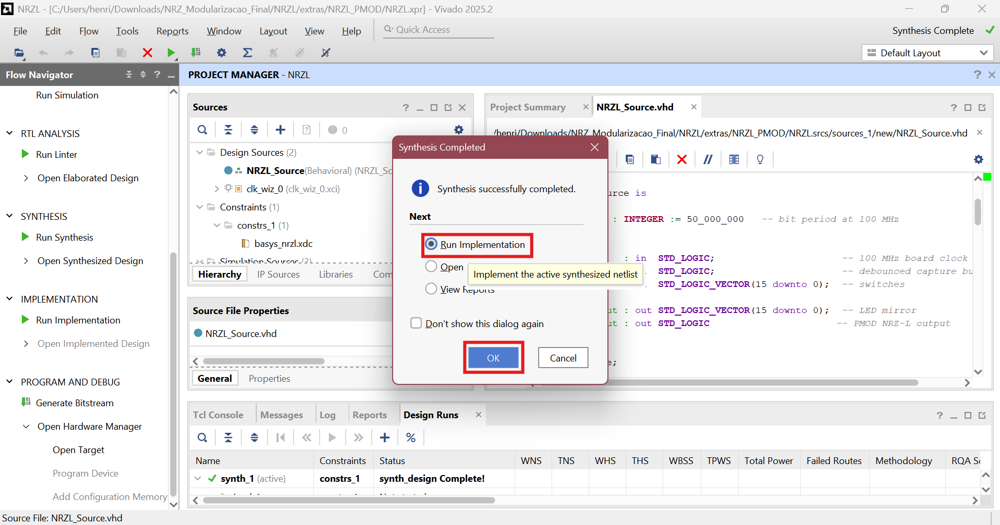 NRZL - [C:/Users/henri/Downloads/NRZ_Modularizacao_Final/NRZL/extras/NRZL_PMOD/NRZL.xpr] - Vivado 2025.2
File Edit Flow Tools Reports Window Layout View Help Quick Access Synthesis Complete
Default Layout
Flow Navigator
Run Simulation
RTL ANALYSIS
Run Linter
Open Elaborated Design
SYNTHESIS
Run Synthesis
Open Synthesized Design
IMPLEMENTATION
Run Implementation
Open Implemented Design
PROGRAM AND DEBUG
Generate Bitstream
Open Hardware Manager
Open Target
Program Device
Add Configuration Memory
PROJECT MANAGER - NRZL
Sources
0
Design Sources (2)
NRZL_Source(Behavioral) (NRZL_So
clk_wiz_0 (clk_wiz_0.xci)
Constraints (1)
constrs_1 (1)
basys_nrzl.xdc
Simulation Sources (3)
Hierarchy IP Sources Libraries Com
Source File Properties
NRZL_Source.vhd
General Properties
Project Summary NRZL_Source.vhd
/henri/Downloads/NRZ_Modularizacao_Final/NRZL/extras/NRZL_PMOD/NRZL.srcs/sources_1/new/NRZL_Source.vhd
urce is
: INTEGER := 50_000_000 -- bit period at 100 MHz
: in STD_LOGIC; -- 100 MHz board clock
STD_LOGIC; -- debounced capture bu
STD_LOGIC_VECTOR(15 downto 0); -- switches
ut : out STD_LOGIC_VECTOR(15 downto 0); -- LED mirror
ut : out STD_LOGIC -- PMOD NRZ-L output
e;
Synthesis Completed
Synthesis successfully completed.
Next
Run Implementation
Open
Implement the active synthesized netlist
View Reports
Don't show this dialog again
OK Cancel
Tcl Console Messages Log Reports Design Runs
Name Constraints Status WNS TNS WHS THS WBSS TPWS Total Power Failed Routes Methodology RQA Sc
synth_1 (active) constrs_1 synth_design Complete!
Source File: NRZL_Source.vhd